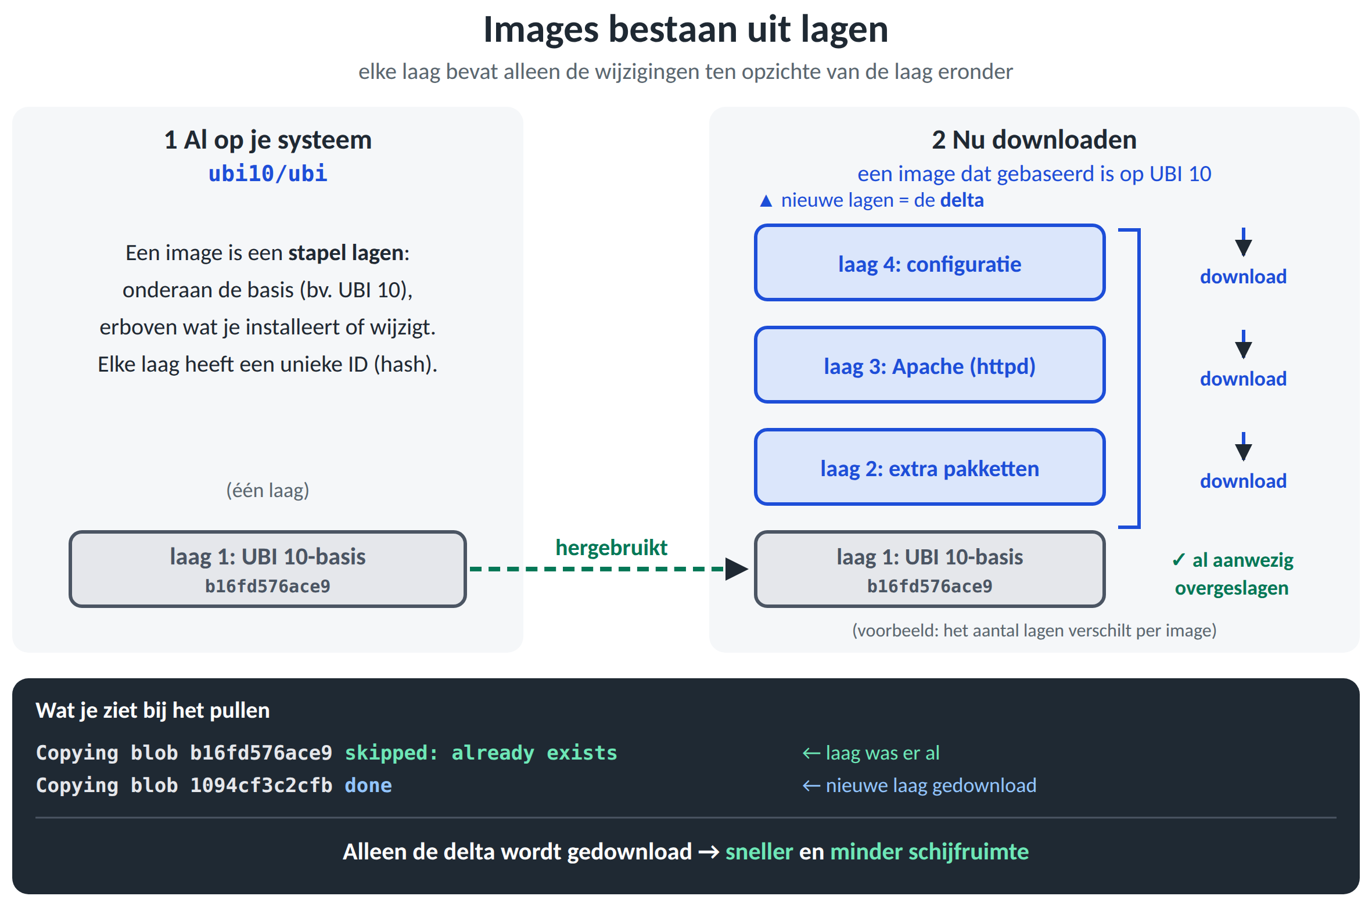 Images bestaan uit lagen
elke laag bevat alleen de wijzigingen ten opzichte van de laag eronder
1 Al op je systeem
ubi10/ubi
Een image is een stapel lagen:
onderaan de basis (bv. UBI 10),
erboven wat je installeert of wijzigt.
Elke laag heeft een unieke ID (hash).
(één laag)
laag 1: UBI 10-basis
b16fd576ace9
hergebruikt
2 Nu downloaden
een image dat gebaseerd is op UBI 10
▲ nieuwe lagen = de delta
laag 4: configuratie
download
laag 3: Apache (httpd)
download
laag 2: extra pakketten
download
laag 1: UBI 10-basis
b16fd576ace9
✓ al aanwezig
overgeslagen
(voorbeeld: het aantal lagen verschilt per image)
Wat je ziet bij het pullen
Copying blob b16fd576ace9 skipped: already exists ← laag was er al
Copying blob 1094cf3c2cfb done ← nieuwe laag gedownload
Alleen de delta wordt gedownload → sneller en minder schijfruimte